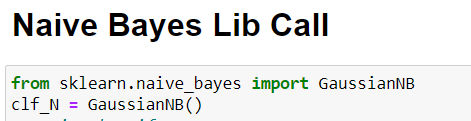 Naive Bayes Lib Call
from sklearn.naive_bayes import GaussianNB
clf_N = GaussianNB()